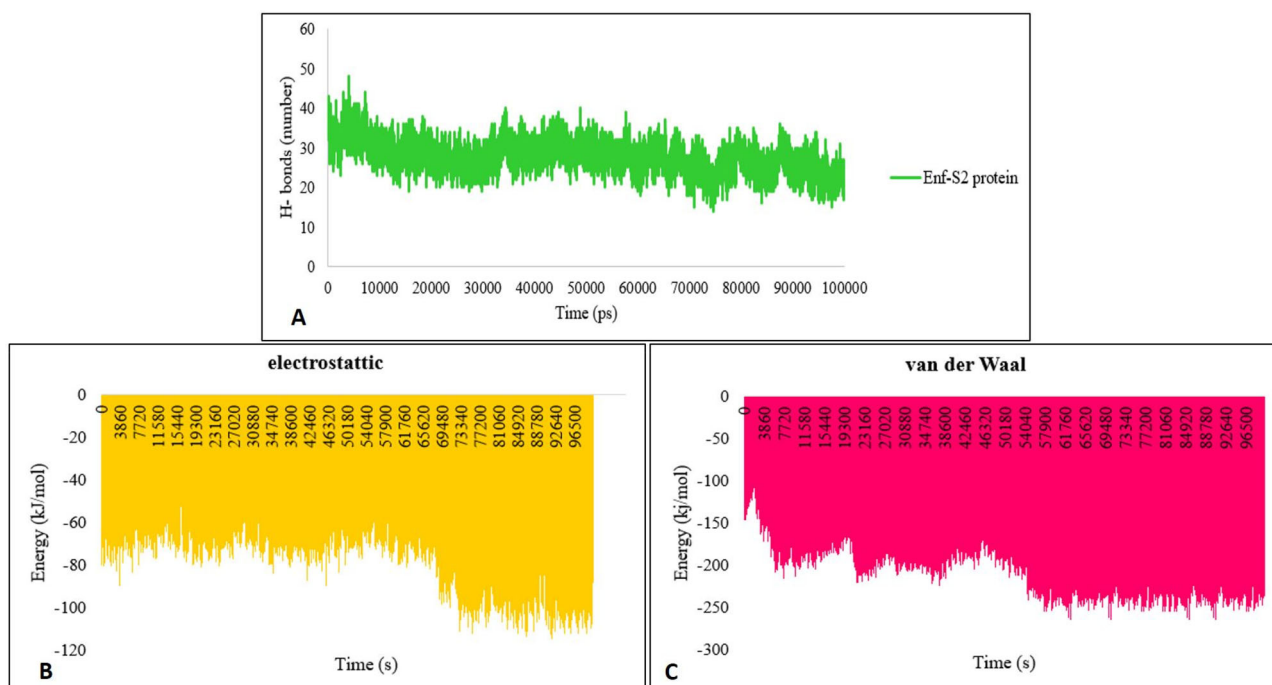 60
50
40
30
20
10
0
H- bonds (number)
0 10000 20000 30000 40000 50000 60000 70000 80000 90000 100000
Time (ps)
Enf-S2 protein
A
electrostattic
0
-20
-40
-60
-80
-100
-120
Energy (kJ/mol)
0 3860 7720 11580 15440 19300 23160 27020 30880 34740 38600 42460 46320 50180 54040 57900 61760 65620 69480 73340 77200 81060 84920 88780 92640 96500
Time (s)
B
van der Waal
0
-50
-100
-150
-200
-250
-300
Energy (kj/mol)
0 3860 7720 11580 15440 19300 23160 27020 30880 34740 38600 42460 46320 50180 54040 57900 61760 65620 69480 73340 77200 81060 84920 88780 92640 96500
Time (s)
C